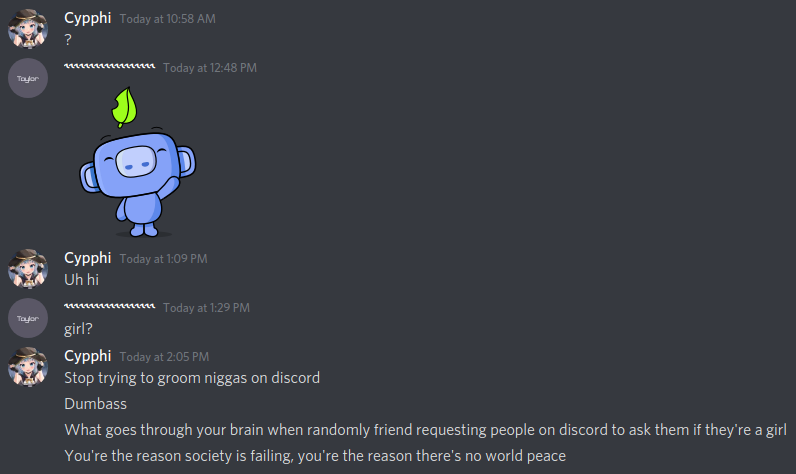 Cypphi Today at 10:58 AM
?
Taylor
Today at 12:48 PM
Cypphi Today at 1:09 PM
Uh hi
Taylor
Today at 1:29 PM
girl?
Cypphi Today at 2:05 PM
Stop trying to groom niggas on discord
Dumbass
What goes through your brain when randomly friend requesting people on discord to ask them if they're a girl
You're the reason society is failing, you're the reason there's no world peace